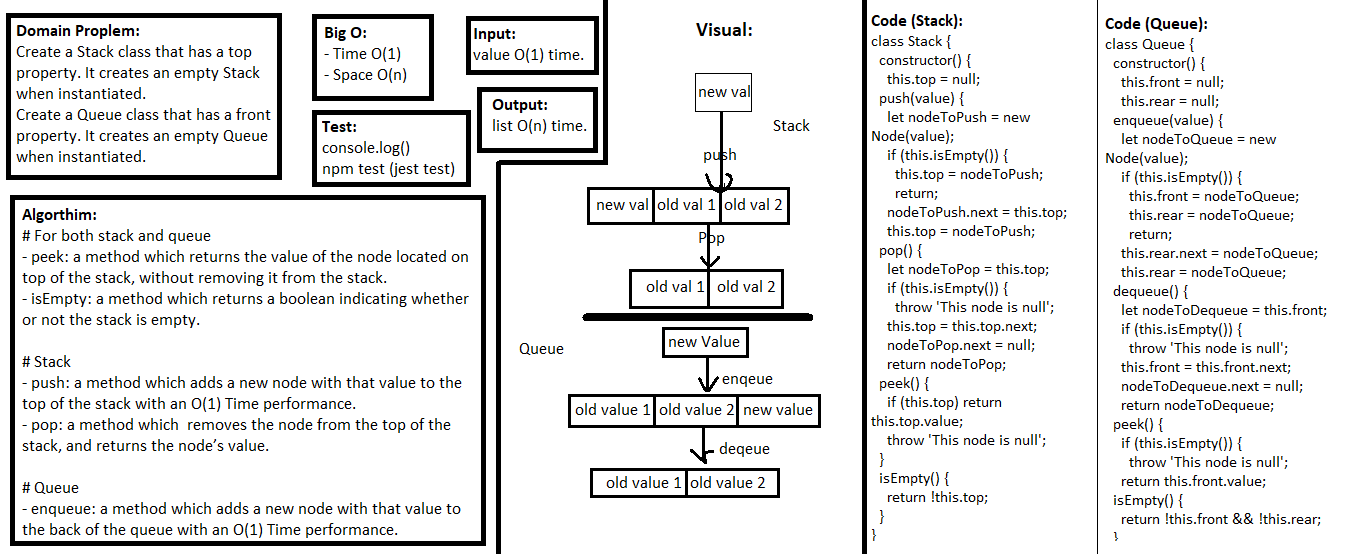 Domain Proplem:
Create a Stack class that has a top
property. It creates an empty Stack
when instantiated.
Create a Queue class that has a front
property. It creates an empty Queue
when instantiated.
Big O:
- Time O(1)
- Space O(n)
Input:
value O(1) time.
Output:
list O(n) time.
Test:
console.log()
npm test (jest test)
Algorthim:
# For both stack and queue
- peek: a method which returns the value of the node located on
top of the stack, without removing it from the stack.
- isEmpty: a method which returns a boolean indicating whether
or not the stack is empty.
# Stack
- push: a method which adds a new node with that value to the
top of the stack with an O(1) Time performance.
- pop: a method which  removes the node from the top of the
stack, and returns the node’s value.
# Queue
- enqueue: a method which adds a new node with that value to
the back of the queue with an O(1) Time performance.
Visual:
new val
Stack
push
new val old val 1 old val 2
Pop
old val 1 old val 2
Queue
new Value
enqeue
old value 1 old value 2 new value
deqeue
old value 1 old value 2
Code (Stack):
class Stack {
constructor() {
this.top = null;
push(value) {
let nodeToPush = new
Node(value);
if (this.isEmpty()) {
this.top = nodeToPush;
return;
nodeToPush.next = this.top;
this.top = nodeToPush;
pop() {
let nodeToPop = this.top;
if (this.isEmpty()) {
throw 'This node is null';
this.top = this.top.next;
nodeToPop.next = null;
return nodeToPop;
peek() {
if (this.top) return
this.top.value;
throw 'This node is null';
}
isEmpty() {
return !this.top;
}
}
Code (Queue):
class Queue {
constructor() {
this.front = null;
this.rear = null;
enqueue(value) {
let nodeToQueue = new
Node(value);
if (this.isEmpty()) {
this.front = nodeToQueue;
this.rear = nodeToQueue;
return;
this.rear.next = nodeToQueue;
this.rear = nodeToQueue;
dequeue() {
let nodeToDequeue = this.front;
if (this.isEmpty()) {
throw 'This node is null';
this.front = this.front.next;
nodeToDequeue.next = null;
return nodeToDequeue;
peek() {
if (this.isEmpty()) {
throw 'This node is null';
return this.front.value;
isEmpty() {
return !this.front && !this.rear;
}